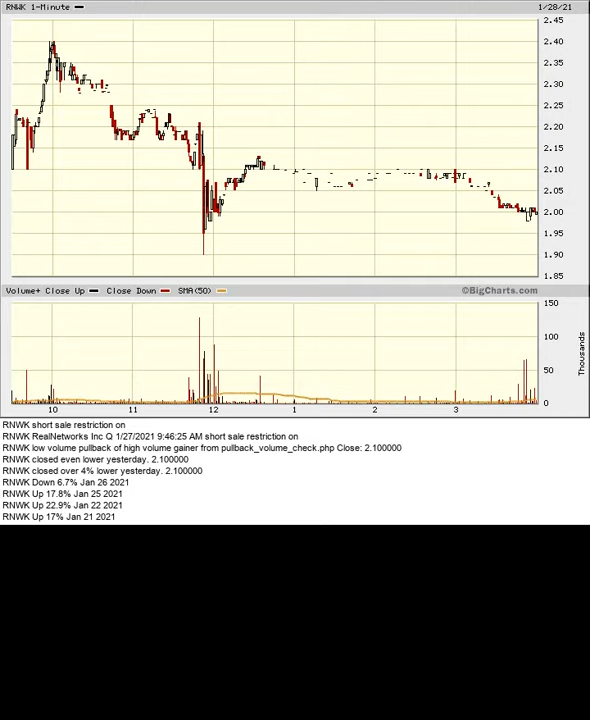 RNWK 1-Minute 1/28/21
2.45
2.40
2.35
2.30
2.25
2.20
2.15
2.10
2.05
2.00
1.95
1.90
1.85
Volume+ Close Up Close Down SMA(50) ©BigCharts.com
150
100
50
0
Thousands
10 11 12 1 2 3
RNWK short sale restriction on
RNWK RealNetworks Inc Q 1/27/2021 9:46:25 AM short sale restriction on
RNWK low volume pullback of high volume gainer from pullback_volume_check.php Close: 2.100000
RNWK closed even lower yesterday. 2.100000
RNWK closed over 4% lower yesterday. 2.100000
RNWK Down 6.7% Jan 26 2021
RNWK Up 17.8% Jan 25 2021
RNWK Up 22.9% Jan 22 2021
RNWK Up 17% Jan 21 2021